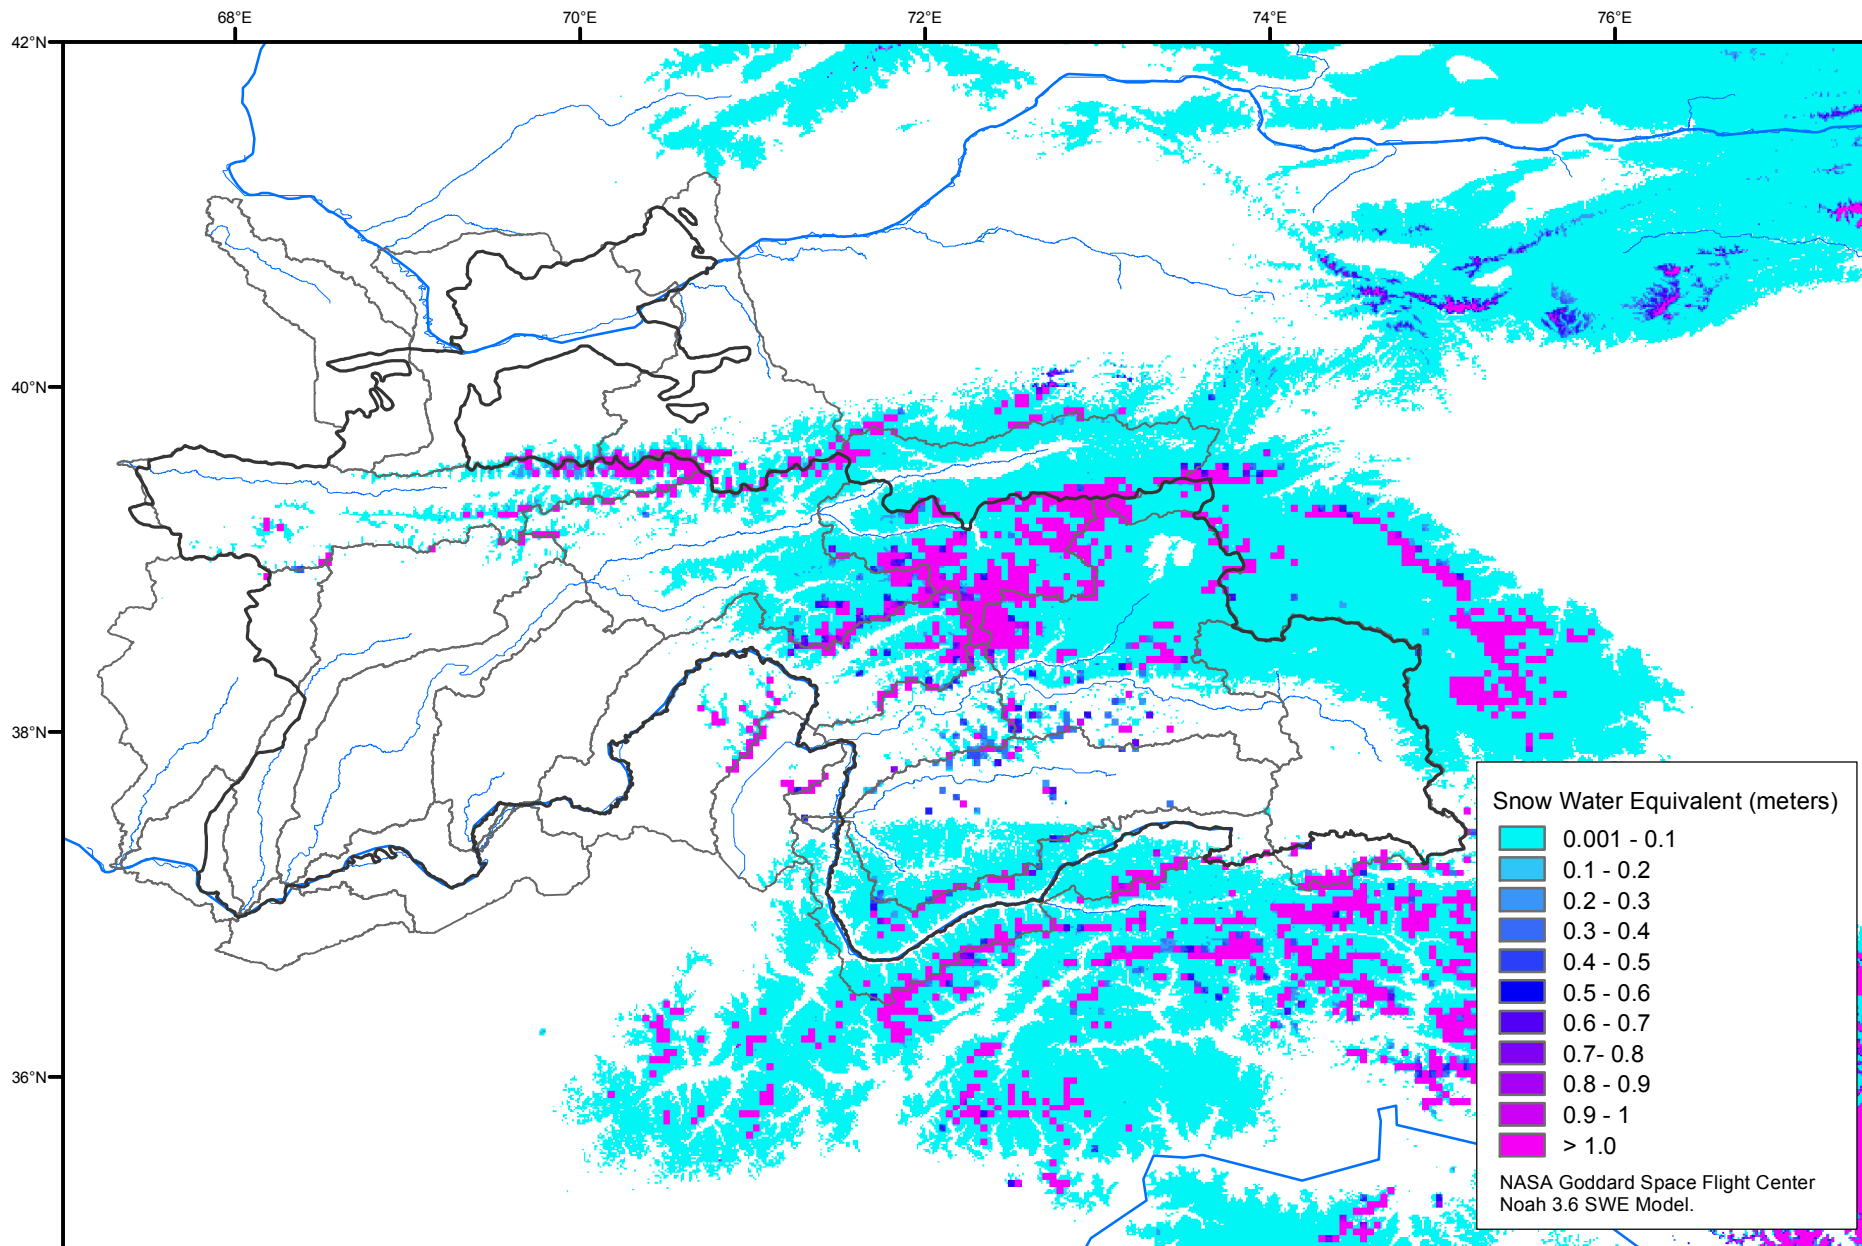 68°E
70°E
72°E
74°E
76°E
42°N
40°N
38°N
36°N
Snow Water Equivalent (meters)
0.001 - 0.1
0.1 - 0.2
0.2 - 0.3
0.3 - 0.4
0.4 - 0.5
0.5 - 0.6
0.6 - 0.7
0.7- 0.8
0.8 - 0.9
0.9 - 1
> 1.0
NASA Goddard Space Flight Center
Noah 3.6 SWE Model.